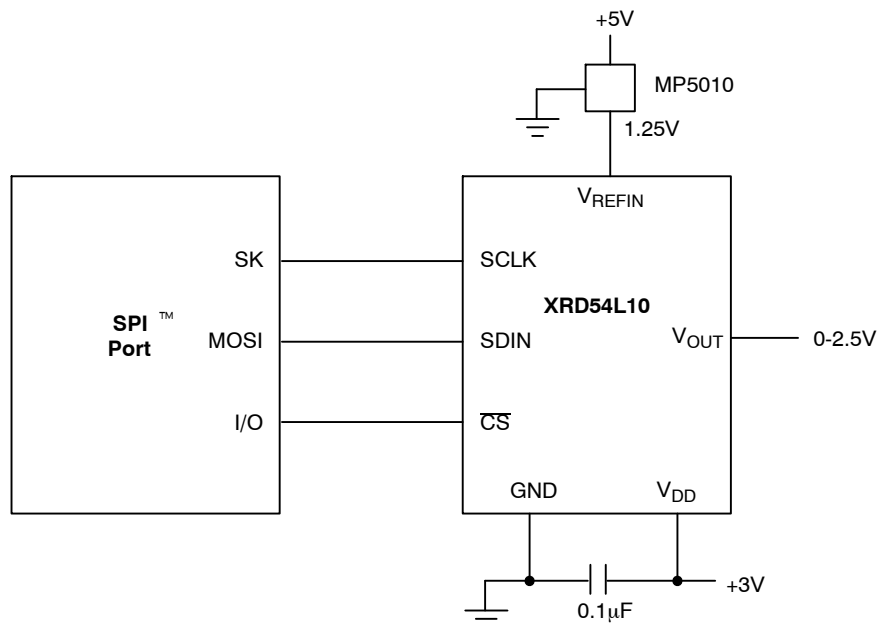 +5V
MP5010
1.25V
VREFIN
SK
SCLK
XRD54L10
SPI ™
Port
MOSI
SDIN
VOUT
0-2.5V
I/O
CS
GND
VDD
+3V
0.1μF